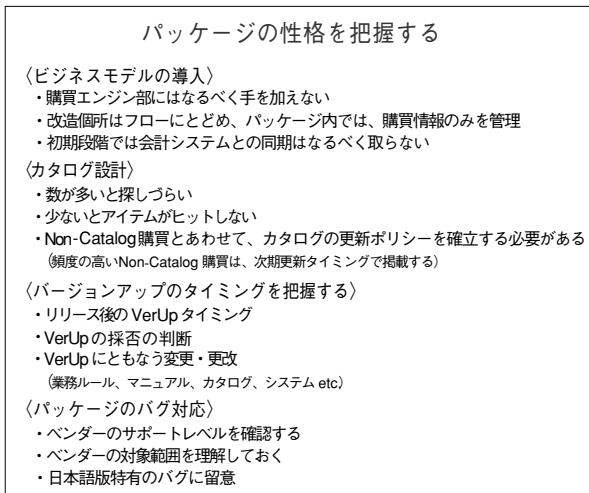 パッケージの性格を把握する
〈ビジネスモデルの導入〉
・購買エンジン部にはなるべく手を加えない
・改造個所はフローにとどめ、パッケージ内では、購買情報のみを管理
・初期段階では会計システムとの同期はなるべく取らない
〈カタログ設計〉
・数が多いと探しづらい
・少ないとアイテムがヒットしない
・Non-Catalog 購買とあわせて、カタログの更新ポリシーを確立する必要がある
（頻度の高いNon-Catalog 購買は、次期更新タイミングで掲載する）
〈バージョンアップのタイミングを把握する〉
・リリース後の VerUp タイミング
・VerUp の採否の判断
・VerUp にともなう変更・更改
（業務ルール、マニュアル、カタログ、システム etc）
〈パッケージのバグ対応〉
・ベンダーのサポートレベルを確認する
・ベンダーの対象範囲を理解しておく
・日本語版特有のバグに留意